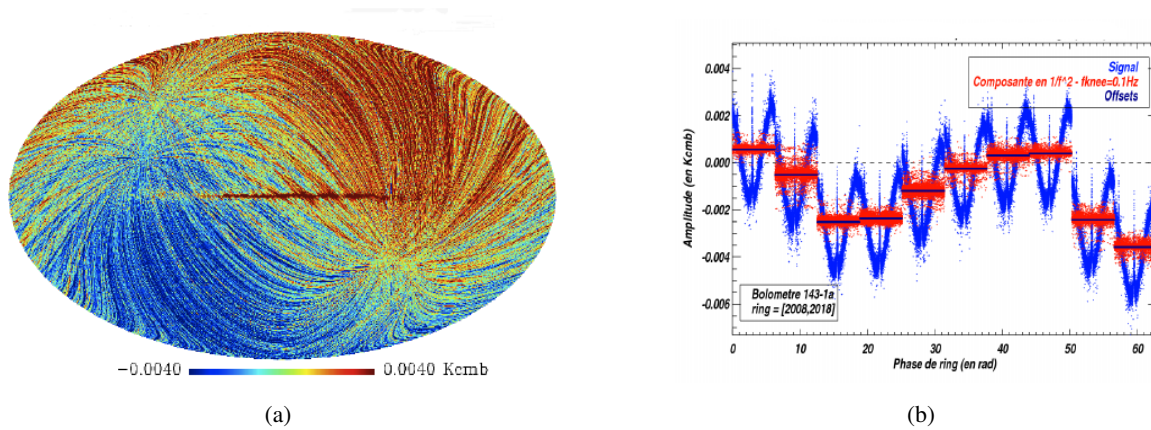 −0.0040 0.0040 Kcmb
(a)
Signal
Composante en 1/f^2 - fknee=0.1Hz
Offsets
Amplitude (en Kcmb)
0.004
0.002
0.000
-0.002
-0.004
-0.006
Bolometre 143-1a
ring = [2008,2018]
0 10 20 30 40 50 60
Phase de ring (en rad)
(b)